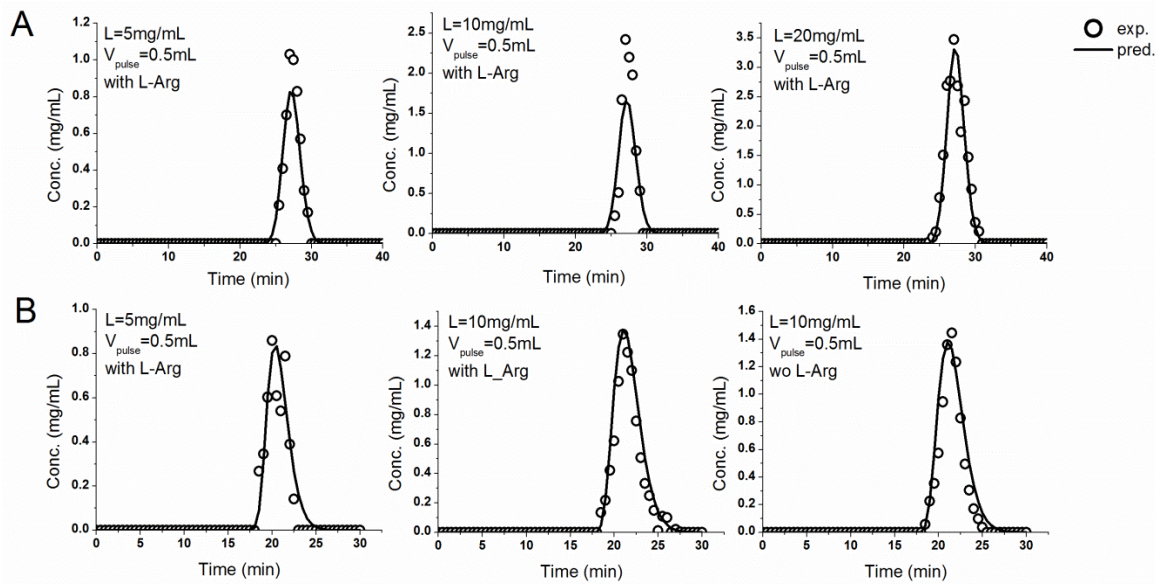 A
L=5mg/mL
Vpulse=0.5mL
with L-Arg
Conc. (mg/mL)
1.2
1.0
0.8
0.6
0.4
0.2
0.0
0 10 20 30 40
Time (min)
L=10mg/mL
Vpulse=0.5mL
with L-Arg
Conc. (mg/mL)
2.5
2.0
1.5
1.0
0.5
0.0
0 10 20 30 40
Time (min)
L=20mg/mL
Vpulse=0.5mL
with L-Arg
Conc. (mg/mL)
3.5
3.0
2.5
2.0
1.5
1.0
0.5
0.0
0 10 20 30 40
Time (min)
exp.
pred.
B
L=5mg/mL
Vpulse=0.5mL
with L-Arg
Conc. (mg/mL)
1.0
0.8
0.6
0.4
0.2
0.0
0 5 10 15 20 25 30
Time (min)
L=10mg/mL
Vpulse=0.5mL
with L_Arg
Conc. (mg/mL)
1.6
1.4
1.2
1.0
0.8
0.6
0.4
0.2
0.0
0 5 10 15 20 25 30
Time (min)
L=10mg/mL
Vpulse=0.5mL
wo L-Arg
Conc. (mg/mL)
1.6
1.4
1.2
1.0
0.8
0.6
0.4
0.2
0.0
0 5 10 15 20 25 30
Time (min)